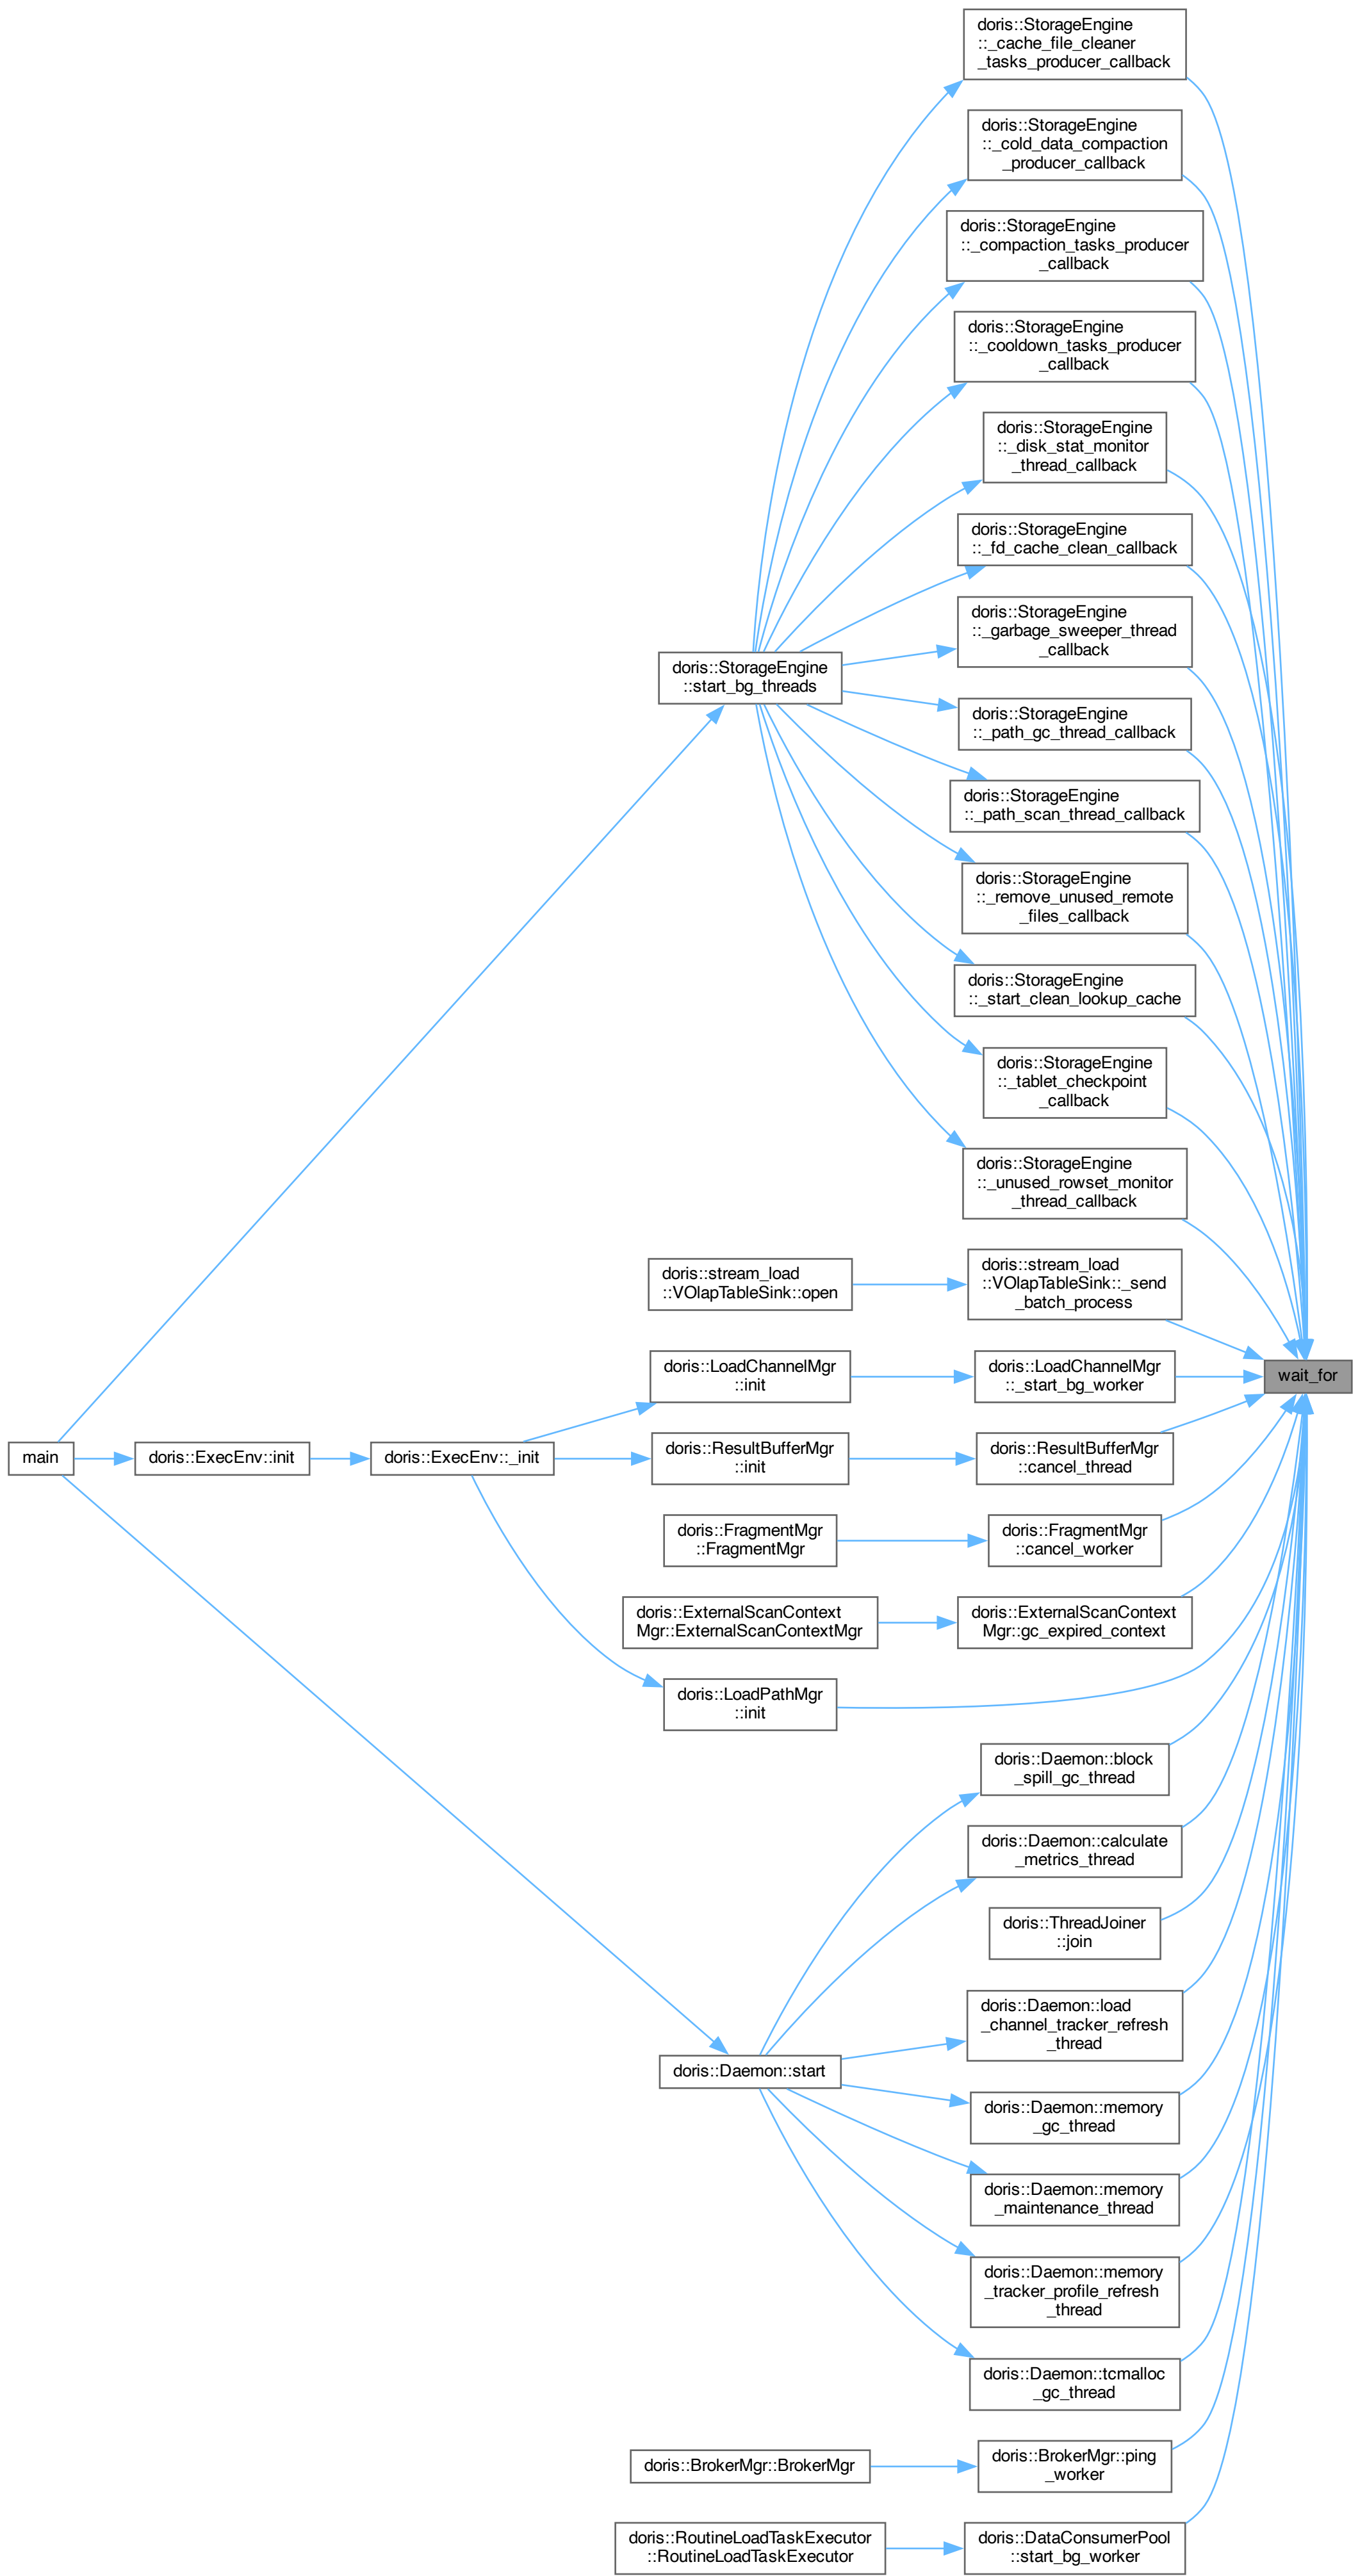 doris::StorageEngine
::_cache_file_cleaner
_tasks_producer_callback
doris::StorageEngine
::_cold_data_compaction
_producer_callback
doris::StorageEngine
::_compaction_tasks_producer
_callback
doris::StorageEngine
::_cooldown_tasks_producer
_callback
doris::StorageEngine
::_disk_stat_monitor
_thread_callback
doris::StorageEngine
::_fd_cache_clean_callback
doris::StorageEngine
::_garbage_sweeper_thread
_callback
doris::StorageEngine
::start_bg_threads
doris::StorageEngine
::_path_gc_thread_callback
doris::StorageEngine
::_path_scan_thread_callback
doris::StorageEngine
::_remove_unused_remote
_files_callback
doris::StorageEngine
::_start_clean_lookup_cache
doris::StorageEngine
::_tablet_checkpoint
_callback
doris::StorageEngine
::_unused_rowset_monitor
_thread_callback
doris::stream_load
::VOlapTableSink::open
doris::stream_load
::VOlapTableSink::_send
_batch_process
doris::LoadChannelMgr
::init
doris::LoadChannelMgr
::_start_bg_worker
wait_for
main
doris::ExecEnv::init
doris::ExecEnv::_init
doris::ResultBufferMgr
::init
doris::ResultBufferMgr
::cancel_thread
doris::FragmentMgr
::FragmentMgr
doris::FragmentMgr
::cancel_worker
doris::ExternalScanContext
Mgr::ExternalScanContextMgr
doris::ExternalScanContext
Mgr::gc_expired_context
doris::LoadPathMgr
::init
doris::Daemon::block
_spill_gc_thread
doris::Daemon::calculate
_metrics_thread
doris::ThreadJoiner
::join
doris::Daemon::load
_channel_tracker_refresh
_thread
doris::Daemon::start
doris::Daemon::memory
_gc_thread
doris::Daemon::memory
_maintenance_thread
doris::Daemon::memory
_tracker_profile_refresh
_thread
doris::Daemon::tcmalloc
_gc_thread
doris::BrokerMgr::BrokerMgr
doris::BrokerMgr::ping
_worker
doris::RoutineLoadTaskExecutor
::RoutineLoadTaskExecutor
doris::DataConsumerPool
::start_bg_worker